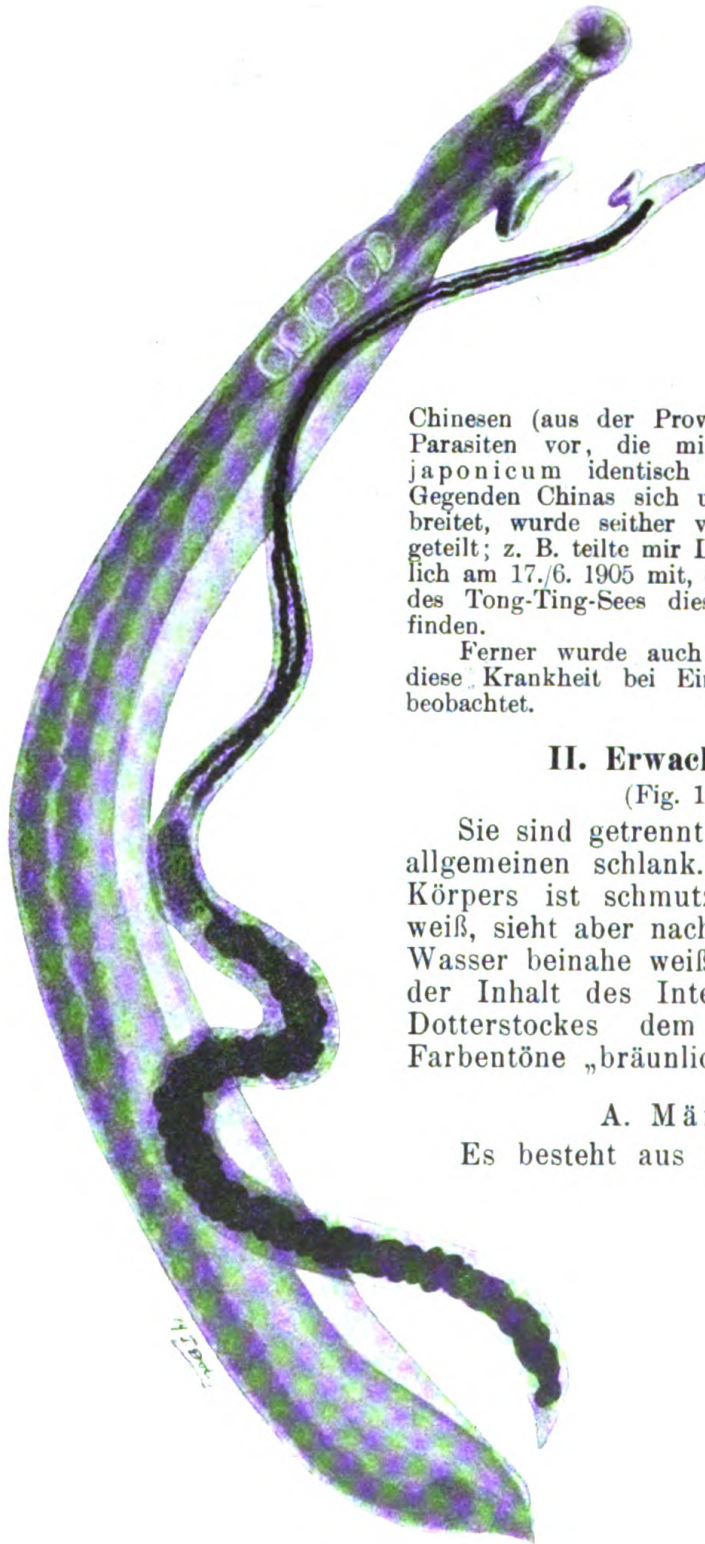 Chinesen (aus der Prov
Parasiten vor, die mi
japonicum identisch
Gegenden Chinas sich u
breitet, wurde seither v
geteilt; z. B. teilte mir D
lich am 17./6. 1905 mit,
des Tong-Ting-Sees dies
finden.
Ferner wurde auch
diese Krankheit bei Ein
beobachtet.
II. Erwach
(Fig. 1
Sie sind getrennt
allgemeinen schlank.
Körpers ist schmutz
weiß, sieht aber nach
Wasser beinahe weiß
der Inhalt des Inte
Dotterstockes dem
Farbentöne „bräunlic
A. Mä
Es besteht aus